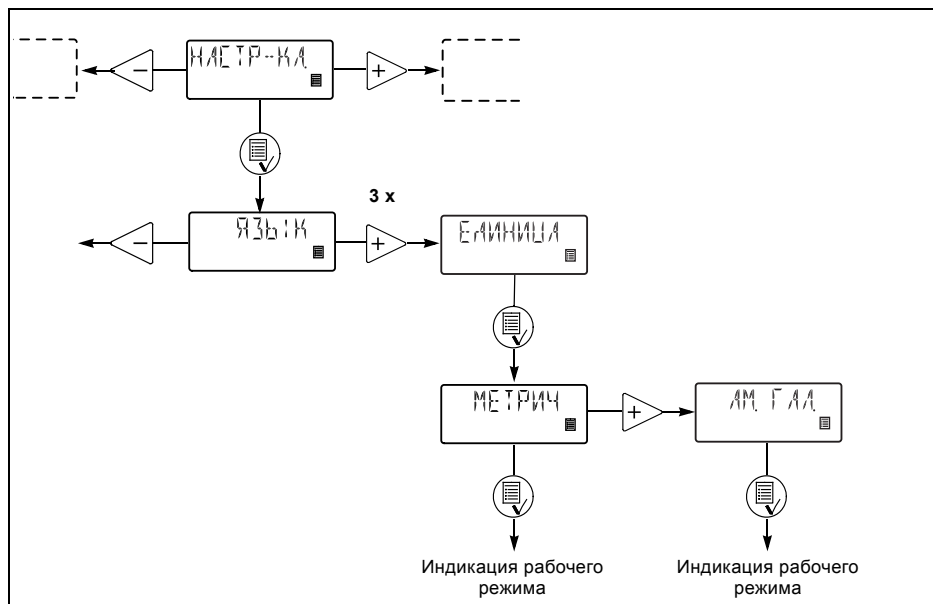 НАСТР-КА.
−
+
3 x
ЯЗЫК
−
+
ЕДИНИЦА
МЕТРИЧ
+
АМ. ГАЛ.
Индикация рабочего
режима
Индикация рабочего
режима